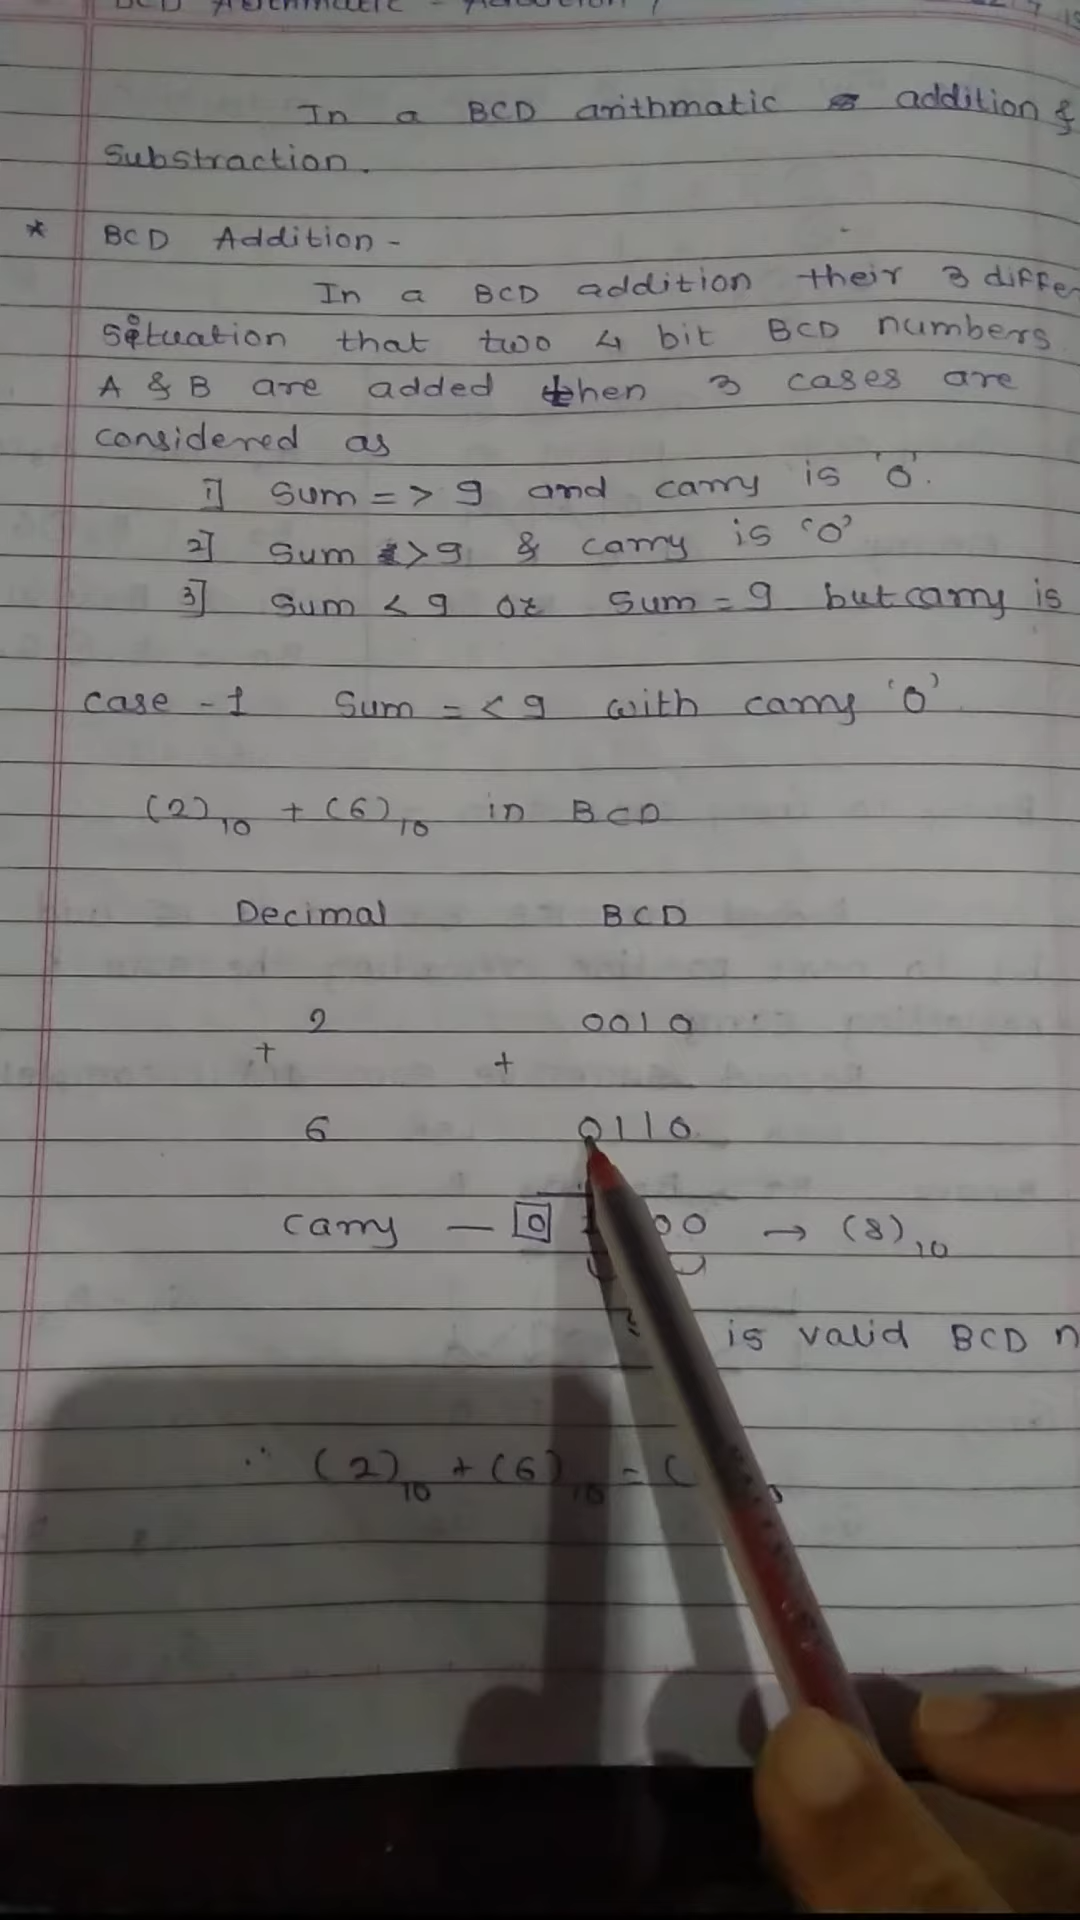 BCD Arithmatic - Addition
In a BCD arithmatic addition &
Substraction.
* BCD Addition -
In a BCD addition their 3 diffe
Situation that two 4 bit BCD numbers
A & B are added then 3 cases are
considered as
1] Sum = > 9 and carry is '0'.
2] Sum > 9 & carry is '0'
3] Sum < 9 or Sum = 9 but carry is
case - 1 Sum = < 9 with carry '0'
(2)10 + (6)10 in BCD
Decimal BCD
2 0010
+ +
6 0110
carry — 0 00 → (8)10
is valid BCD n
∴ (2)10 + (6)10 = (